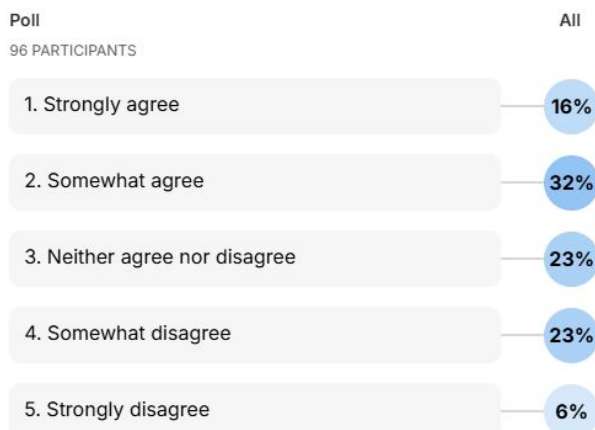 Poll All
96 PARTICIPANTS
1. Strongly agree 16%
2. Somewhat agree 32%
3. Neither agree nor disagree 23%
4. Somewhat disagree 23%
5. Strongly disagree 6%